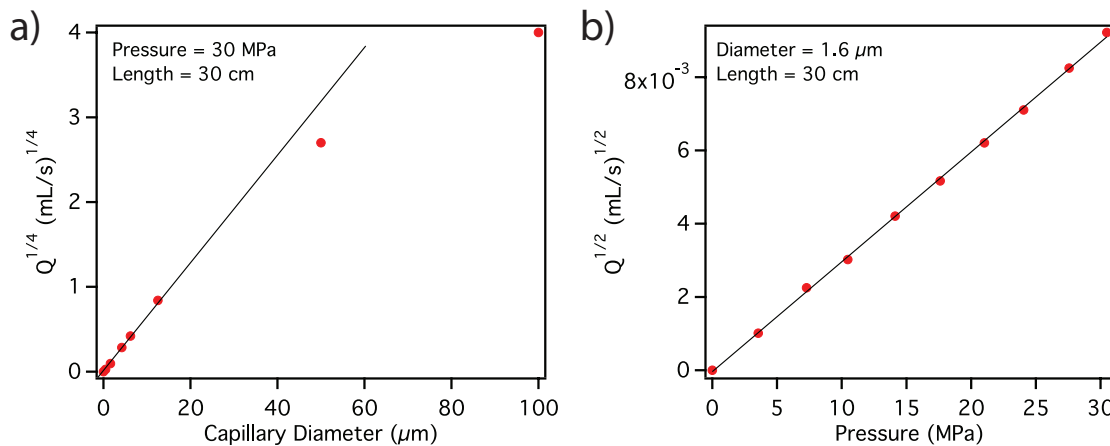 a)
Pressure = 30 MPa
Length = 30 cm
Q^1/4 (mL/s)^1/4
4
3
2
1
0
0 20 40 60 80 100
Capillary Diameter (µm)
b)
Diameter = 1.6 µm
Length = 30 cm
Q^1/2 (mL/s)^1/2
8x10^-3
6
4
2
0
0 5 10 15 20 25 30
Pressure (MPa)